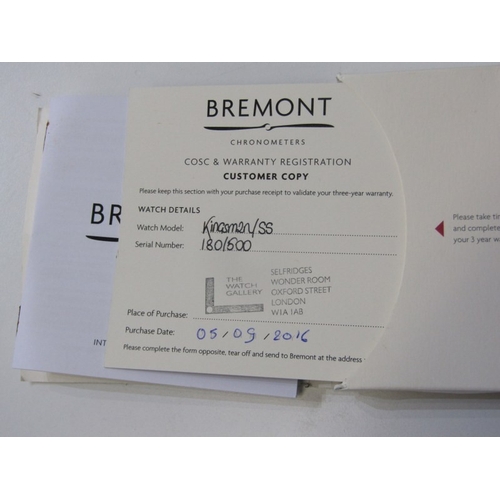 BREMONT
CHRONOMETERS
COSC & WARRANTY REGISTRATION
CUSTOMER COPY
Please keep this section with your purchase receipt to validate your three-year warranty.
WATCH DETAILS
Watch Model: Kingsman/SS
Serial Number: 180/500
THE
WATCH
GALLERY
SELFRIDGES
WONDER ROOM
OXFORD STREET
LONDON
W1A 1AB
Place of Purchase:
Purchase Date: 05/09/2016
Please complete the form opposite, tear off and send to Bremont at the address
BR
INT
Please take ti
and complete
your 3 year w